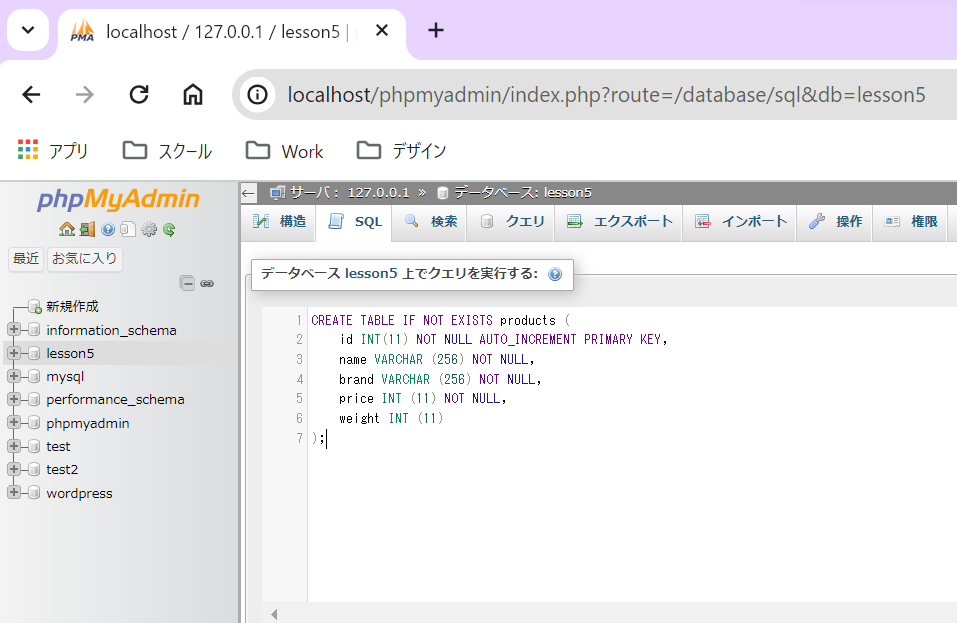 PMA
localhost / 127.0.0.1 / lesson5 |
localhost/phpmyadmin/index.php?route=/database/sql&db=lesson5
アプリ
スクール
Work
デザイン
phpMyAdmin
最近
お気に入り
新規作成
information_schema
lesson5
mysql
performance_schema
phpmyadmin
test
test2
wordpress
サーバ： 127.0.0.1 » データベース: lesson5
構造
SQL
検索
クエリ
エクスポート
インポート
操作
権限
データベース lesson5 上でクエリを実行する:
1 CREATE TABLE IF NOT EXISTS products (
2 id INT(11) NOT NULL AUTO_INCREMENT PRIMARY KEY,
3 name VARCHAR (256) NOT NULL,
4 brand VARCHAR (256) NOT NULL,
5 price INT (11) NOT NULL,
6 weight INT (11)
7 );